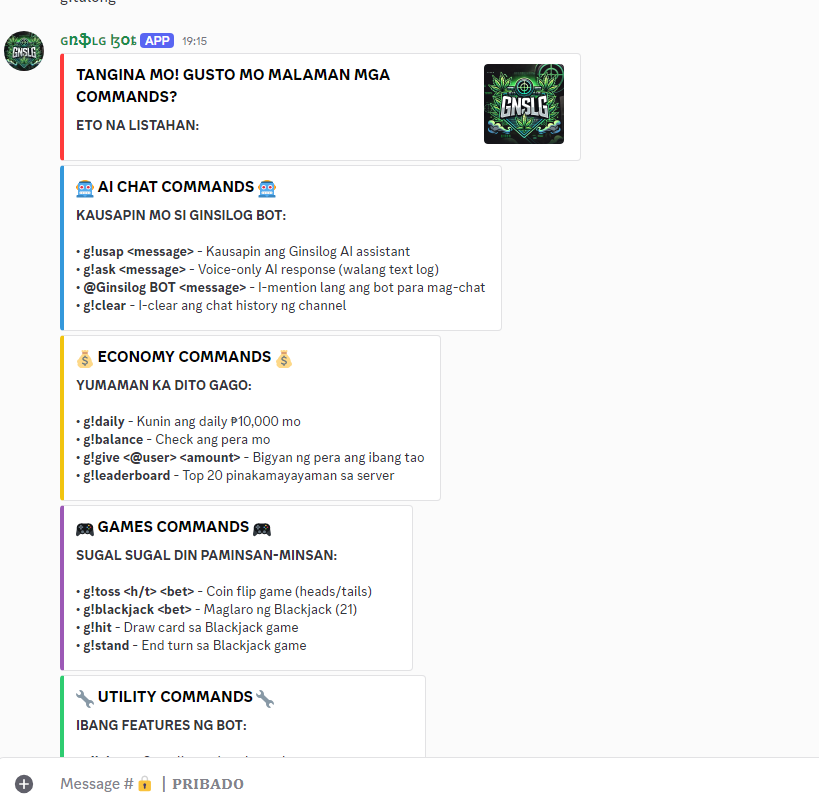 gitulong
GNSLG
GNSLG BOT APP 19:15
TANGINA MO! GUSTO MO MALAMAN MGA
COMMANDS?
ETO NA LISTAHAN:
GNSLG
🤖 AI CHAT COMMANDS 🤖
KAUSAPIN MO SI GINSILOG BOT:
• g!usap <message> - Kausapin ang Ginsilog AI assistant
• g!ask <message> - Voice-only AI response (walang text log)
• @Ginsilog BOT <message> - I-mention lang ang bot para mag-chat
• g!clear - I-clear ang chat history ng channel
💰 ECONOMY COMMANDS 💰
YUMAMAN KA DITO GAGO:
• g!daily - Kunin ang daily ₱10,000 mo
• g!balance - Check ang pera mo
• g!give <@user> <amount> - Bigyan ng pera ang ibang tao
• g!leaderboard - Top 20 pinakamayayaman sa server
🎮 GAMES COMMANDS 🎮
SUGAL SUGAL DIN PAMINSAN-MINSAN:
• g!toss <h/t> <bet> - Coin flip game (heads/tails)
• g!blackjack <bet> - Maglaro ng Blackjack (21)
• g!hit - Draw card sa Blackjack game
• g!stand - End turn sa Blackjack game
🔧 UTILITY COMMANDS 🔧
IBANG FEATURES NG BOT:
Message # 🔒 | PRIBADO